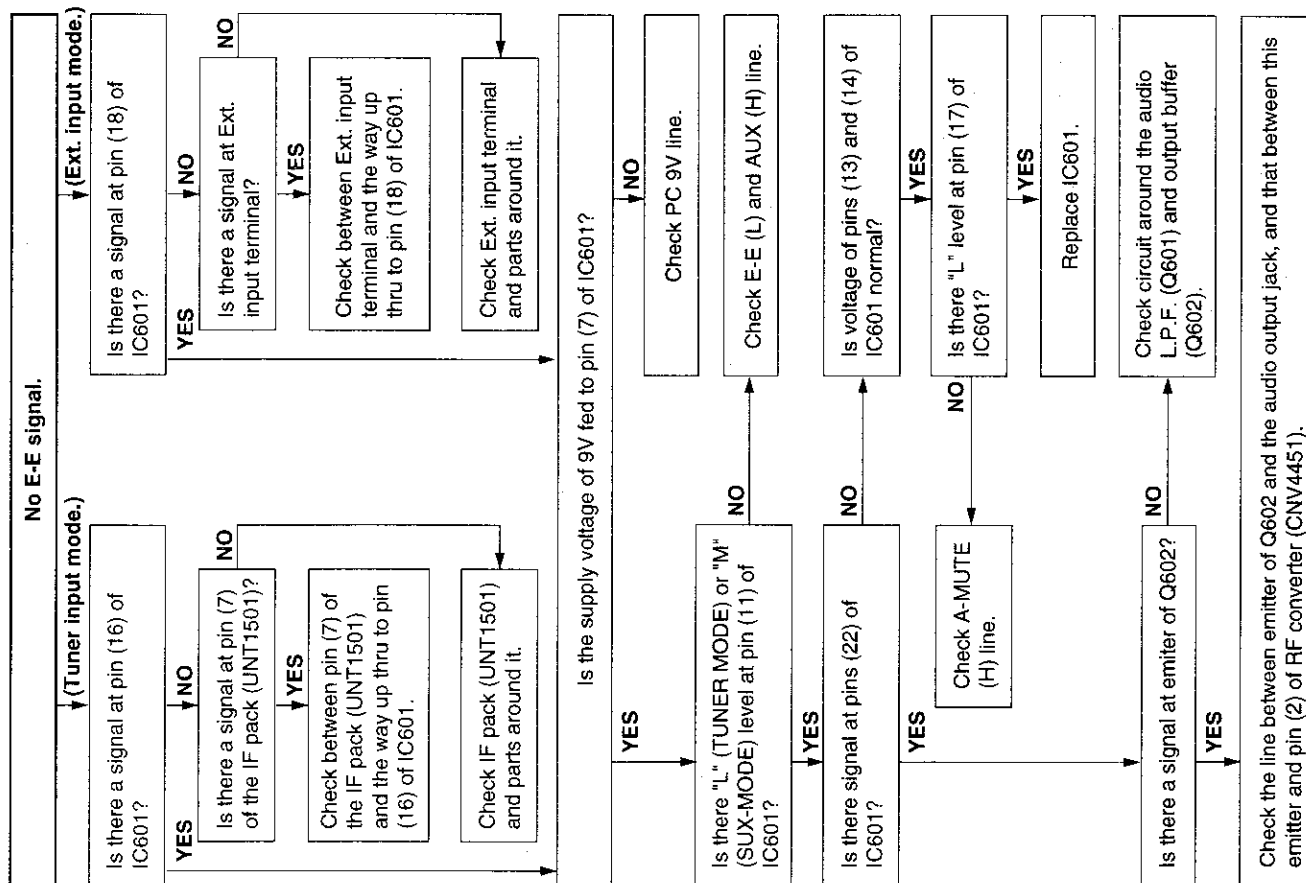 No E-E signal.
(Tuner input mode.)
Is there a signal at pin (16) of
IC601?
YES
NO
Is there a signal at pin (7)
of the IF pack (UNT1501)?
NO
YES
Check between pin (7) of
the IF pack (UNT1501)
and the way up thru to pin
(16) of IC601.
Check IF pack (UNT1501)
and parts around it.
(Ext. input mode.)
Is there a signal at pin (18) of
IC601?
YES
NO
Is there a signal at Ext.
input terminal?
NO
YES
Check between Ext. input
terminal and the way up
thru to pin (18) of IC601.
Check Ext. input terminal
and parts around it.
Is the supply voltage of 9V fed to pin (7) of IC601?
YES
NO
Check PC 9V line.
Is there "L" (TUNER MODE) or "M"
(SUX-MODE) level at pin (11) of
IC601?
NO
Check E-E (L) and AUX (H) line.
YES
Is there signal at pins (22) of
IC601?
NO
Is voltage of pins (13) and (14) of
IC601 normal?
YES
YES
Is there "L" level at pin (17) of
IC601?
NO
Check A-MUTE
(H) line.
YES
Replace IC601.
Is there a signal at emiter of Q602?
NO
Check circuit around the audio
L.P.F. (Q601) and output buffer
(Q602).
YES
Check the line between emitter of Q602 and the audio output jack, and that between this
emitter and pin (2) of RF converter (CNV4451).